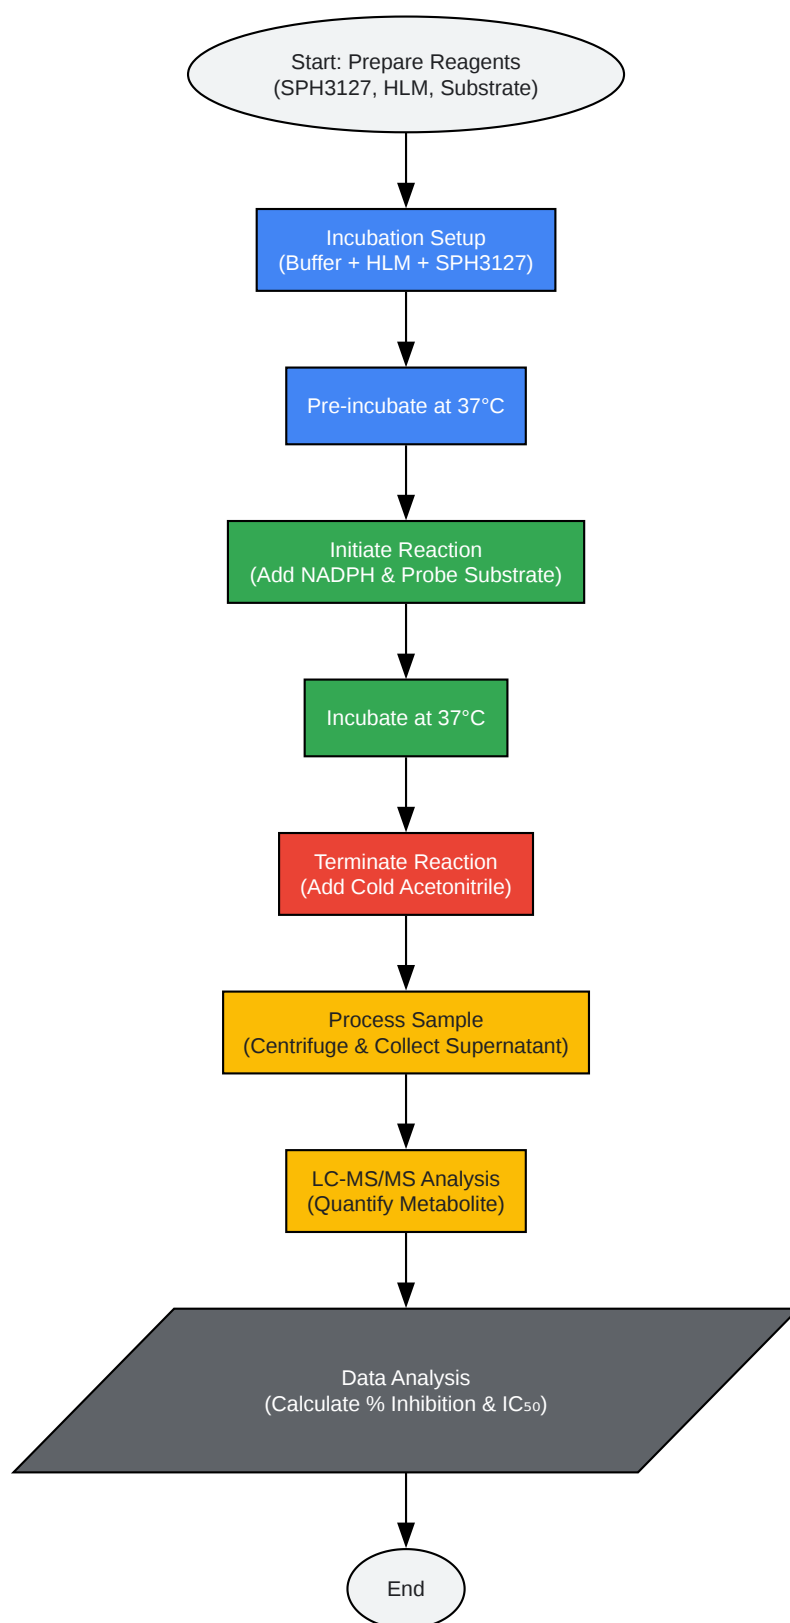 Start: Prepare Reagents
(SPH3127, HLM, Substrate)
Incubation Setup
(Buffer + HLM + SPH3127)
Pre-incubate at 37°C
Initiate Reaction
(Add NADPH & Probe Substrate)
Incubate at 37°C
Terminate Reaction
(Add Cold Acetonitrile)
Process Sample
(Centrifuge & Collect Supernatant)
LC-MS/MS Analysis
(Quantify Metabolite)
Data Analysis
(Calculate % Inhibition & IC₅₀)
End